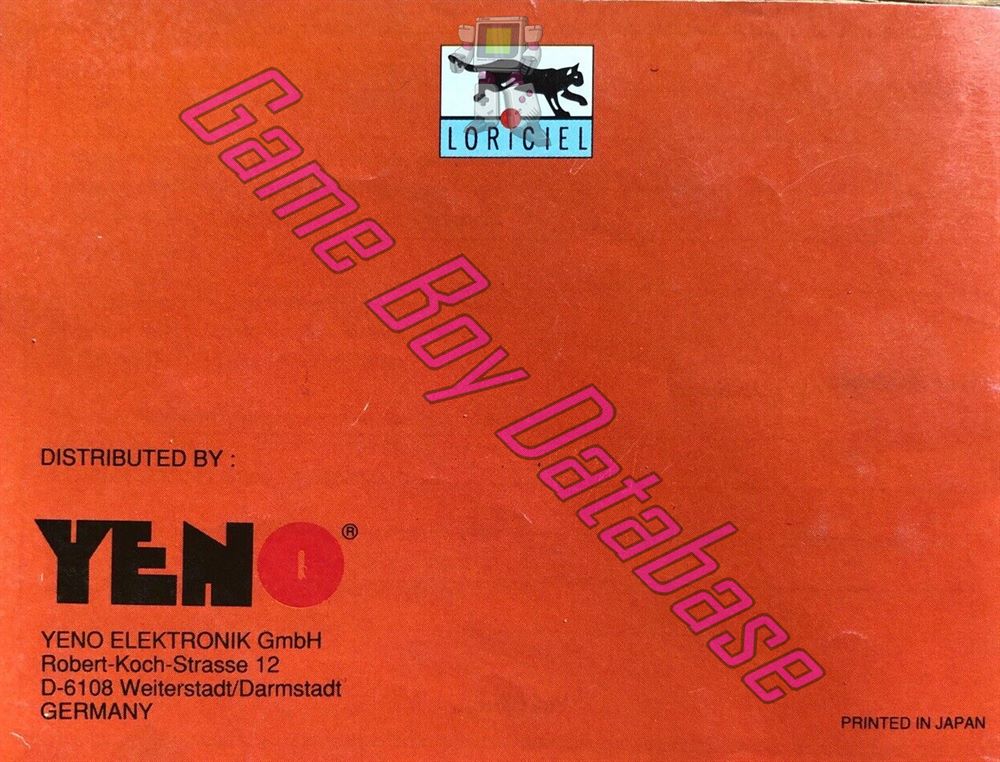 LORICIEL
Game Boy Database
DISTRIBUTED BY :
YENO®
YENO ELEKTRONIK GmbH
Robert-Koch-Strasse 12
D-6108 Weiterstadt/Darmstadt
GERMANY
PRINTED IN JAPAN